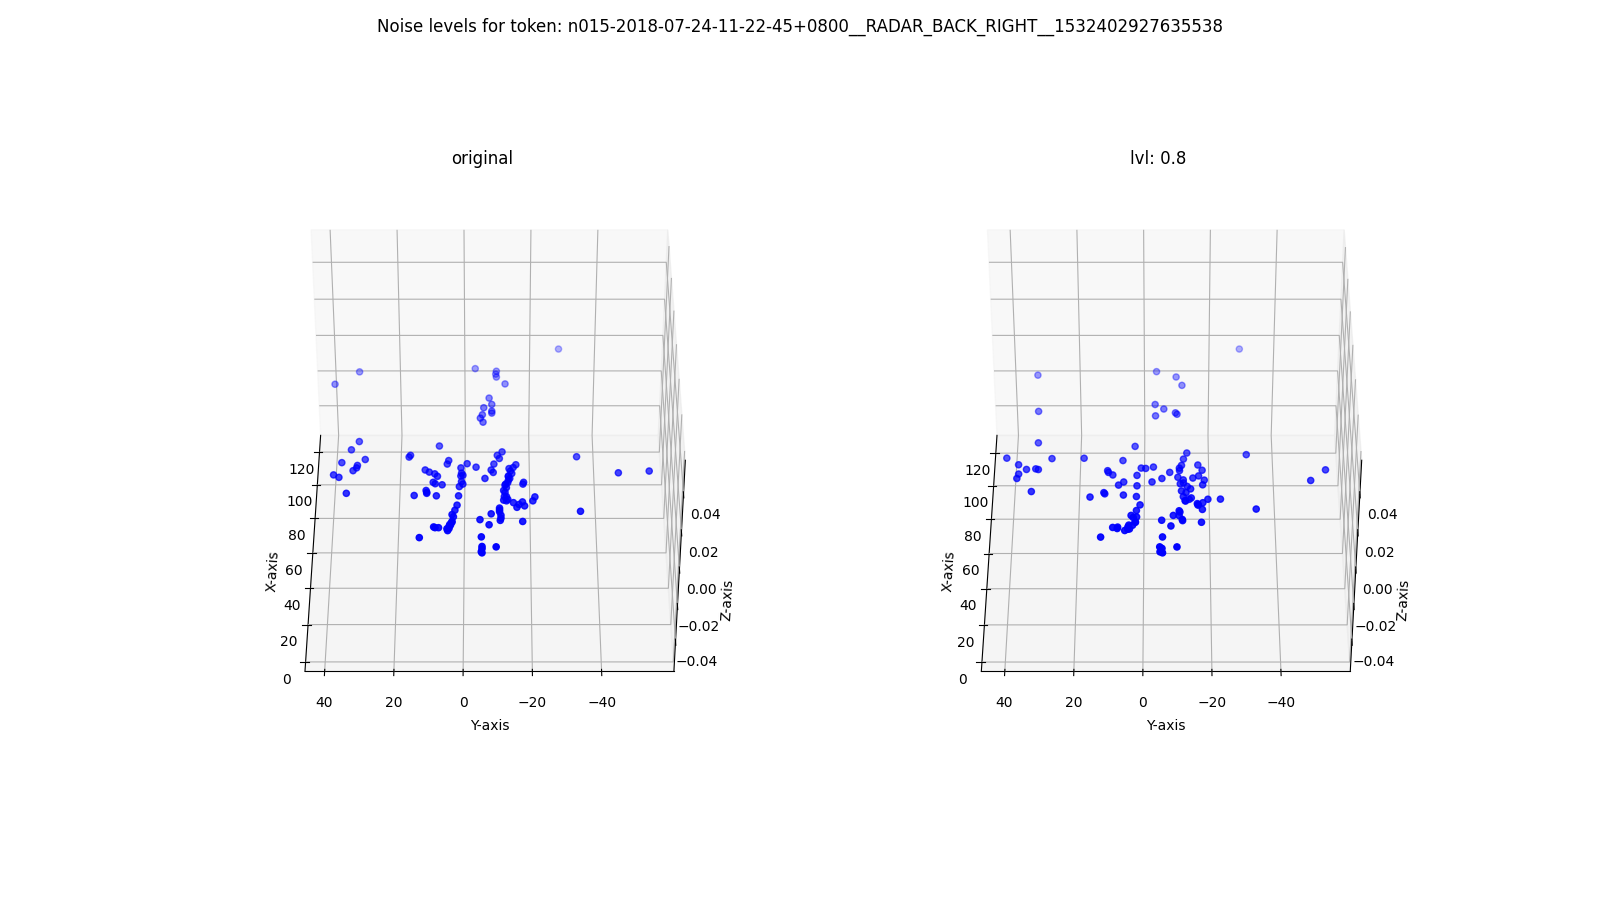 Noise levels for token: n015-2018-07-24-11-22-45+0800__RADAR_BACK_RIGHT__1532402927635538
original
120
100
80
60
40
20
0
X-axis
40 20 0 −20 −40
Y-axis
0.04
0.02
0.00
−0.02
−0.04
Z-axis
lvl: 0.8
120
100
80
60
40
20
0
X-axis
40 20 0 −20 −40
Y-axis
0.04
0.02
0.00
−0.02
−0.04
Z-axis